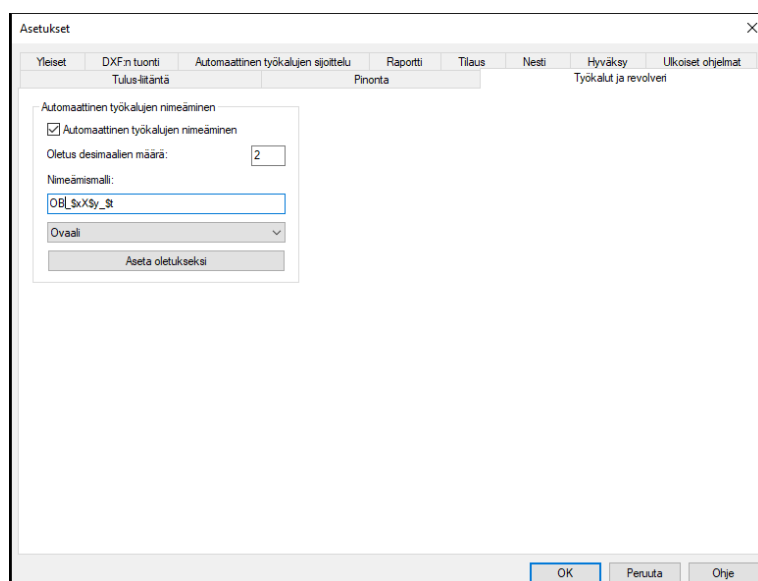 Asetukset
Yleiset DXF:n tuonti Automaattinen työkalujen sijoittelu Raportti Tilaus Nesti Hyväksy Ulkoiset ohjelmat
Tulus-liitäntä Pinonta Työkalut ja revolveri
Automaattinen työkalujen nimeäminen
Automaattinen työkalujen nimeäminen
Oletus desimaalien määrä: 2
Nimeämismalli:
OB_$xX$y_$t
Ovaali
Aseta oletukseksi
OK Peruuta Ohje